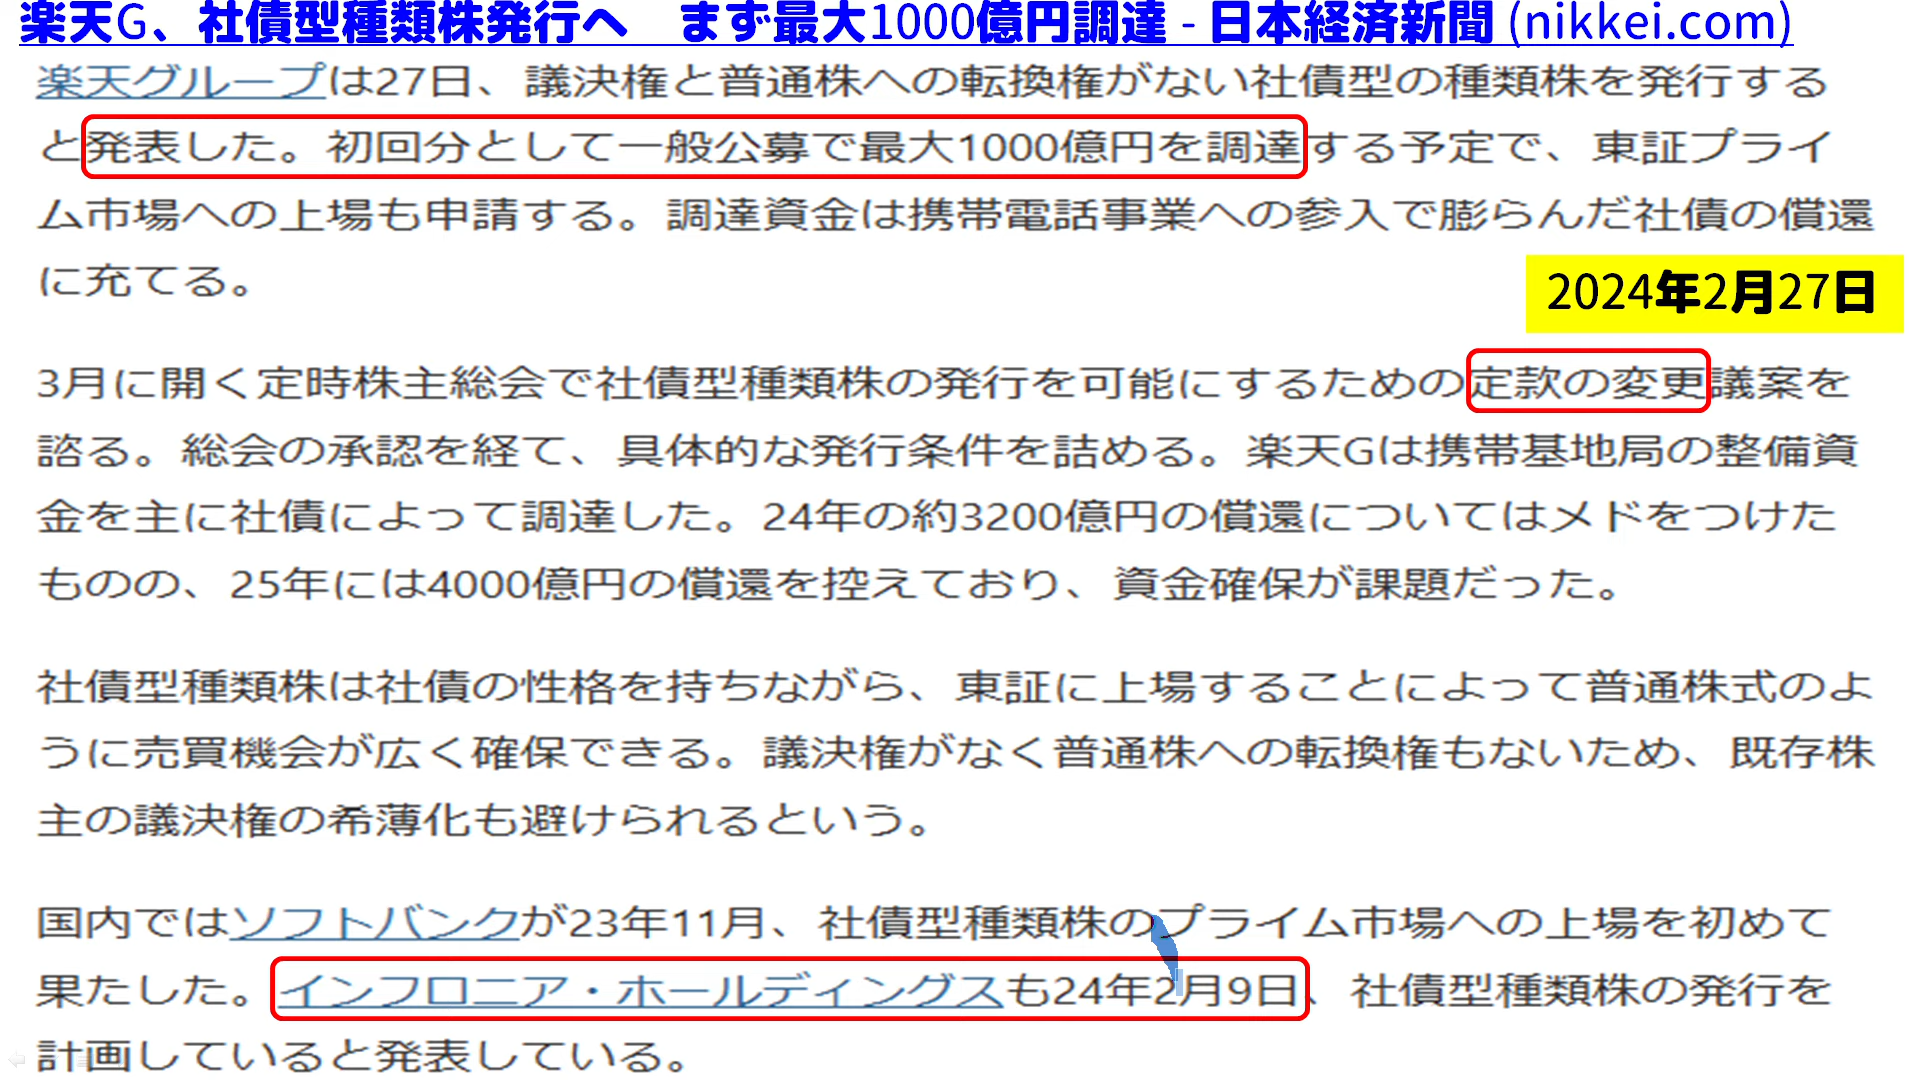 楽天G、社債型種類株発行へ　まず最大1000億円調達 - 日本経済新聞 (nikkei.com)
楽天グループは27日、議決権と普通株への転換権がない社債型の種類株を発行する
と発表した。初回分として一般公募で最大1000億円を調達する予定で、東証プライ
ム市場への上場も申請する。調達資金は携帯電話事業への参入で膨らんだ社債の償還
に充てる。
2024年2月27日
3月に開く定時株主総会で社債型種類株の発行を可能にするための定款の変更議案を
諮る。総会の承認を経て、具体的な発行条件を詰める。楽天Gは携帯基地局の整備資
金を主に社債によって調達した。24年の約3200億円の償還についてはメドをつけた
ものの、25年には4000億円の償還を控えており、資金確保が課題だった。
社債型種類株は社債の性格を持ちながら、東証に上場することによって普通株式のよ
うに売買機会が広く確保できる。議決権がなく普通株への転換権もないため、既存株
主の議決権の希薄化も避けられるという。
国内ではソフトバンクが23年11月、社債型種類株のプライム市場への上場を初めて
果たした。インフロニア・ホールディングスも24年2月9日、社債型種類株の発行を
計画していると発表している。